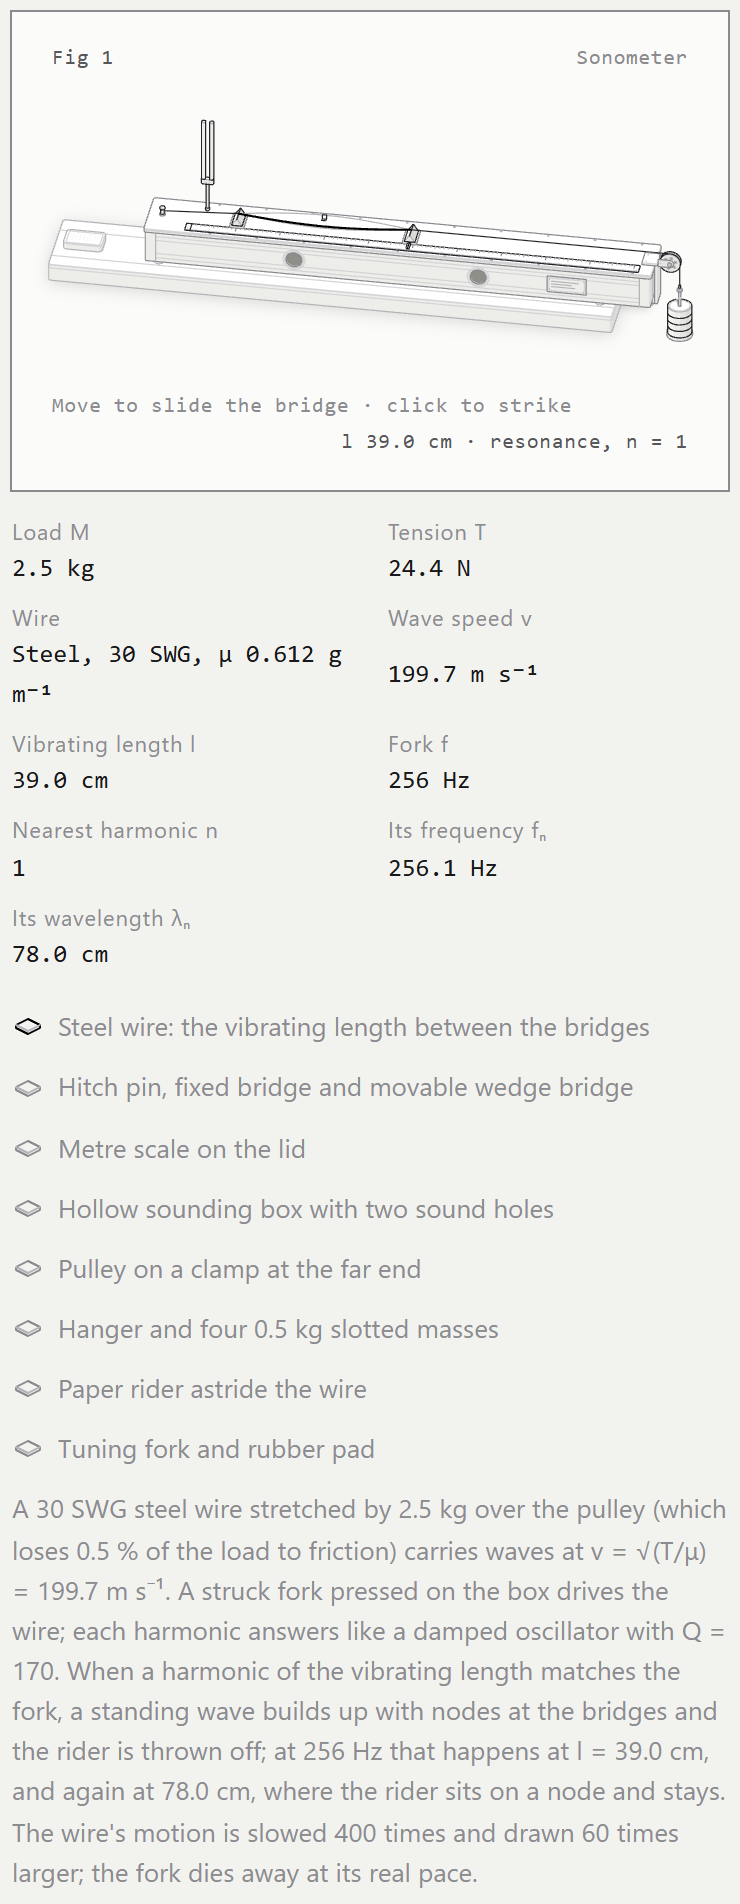 Fig 1
Sonometer
Move to slide the bridge · click to strike
l 39.0 cm · resonance, n = 1
Load M
2.5 kg
Tension T
24.4 N
Wire
Steel, 30 SWG, μ 0.612 g
m⁻¹
Wave speed v
199.7 m s⁻¹
Vibrating length l
39.0 cm
Fork f
256 Hz
Nearest harmonic n
1
Its frequency fₙ
256.1 Hz
Its wavelength λₙ
78.0 cm
Steel wire: the vibrating length between the bridges
Hitch pin, fixed bridge and movable wedge bridge
Metre scale on the lid
Hollow sounding box with two sound holes
Pulley on a clamp at the far end
Hanger and four 0.5 kg slotted masses
Paper rider astride the wire
Tuning fork and rubber pad
A 30 SWG steel wire stretched by 2.5 kg over the pulley (which
loses 0.5 % of the load to friction) carries waves at v = √(T/μ)
= 199.7 m s⁻¹. A struck fork pressed on the box drives the
wire; each harmonic answers like a damped oscillator with Q =
170. When a harmonic of the vibrating length matches the
fork, a standing wave builds up with nodes at the bridges and
the rider is thrown off; at 256 Hz that happens at l = 39.0 cm,
and again at 78.0 cm, where the rider sits on a node and stays.
The wire's motion is slowed 400 times and drawn 60 times
larger; the fork dies away at its real pace.